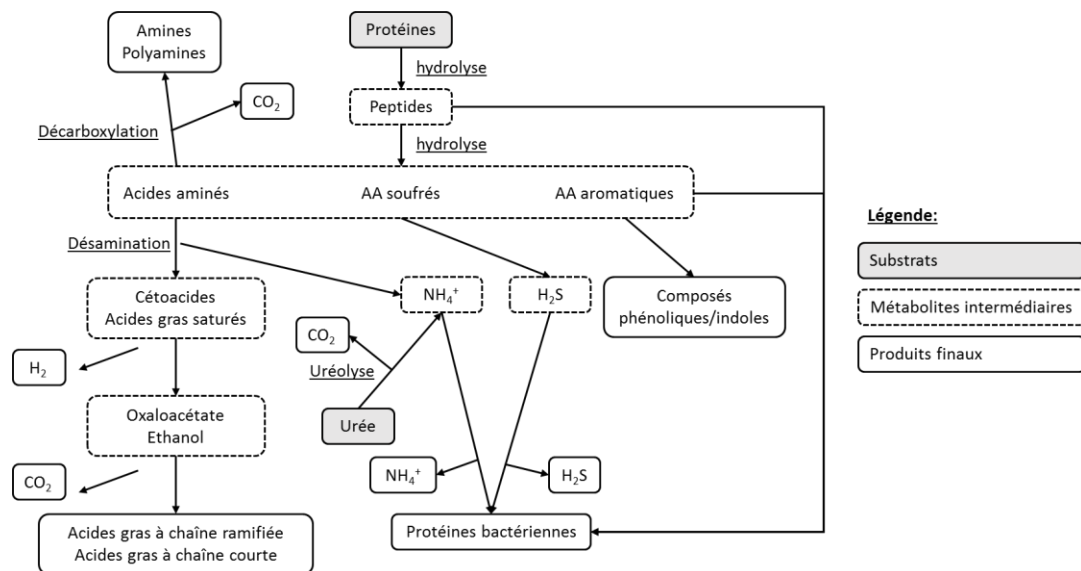 Amines
Polyamines
Protéines
hydrolyse
CO₂
Peptides
Décarboxylation
hydrolyse
Acides aminés
AA soufrés
AA aromatiques
Légende:
Désamination
Substrats
Cétoacides
Acides gras saturés
NH₄⁺
H₂S
Composés
phénoliques/indoles
Métabolites intermédiaires
CO₂
Produits finaux
H₂
Uréolyse
Oxaloacétate
Ethanol
Urée
CO₂
NH₄⁺
H₂S
Acides gras à chaîne ramifiée
Acides gras à chaîne courte
Protéines bactériennes